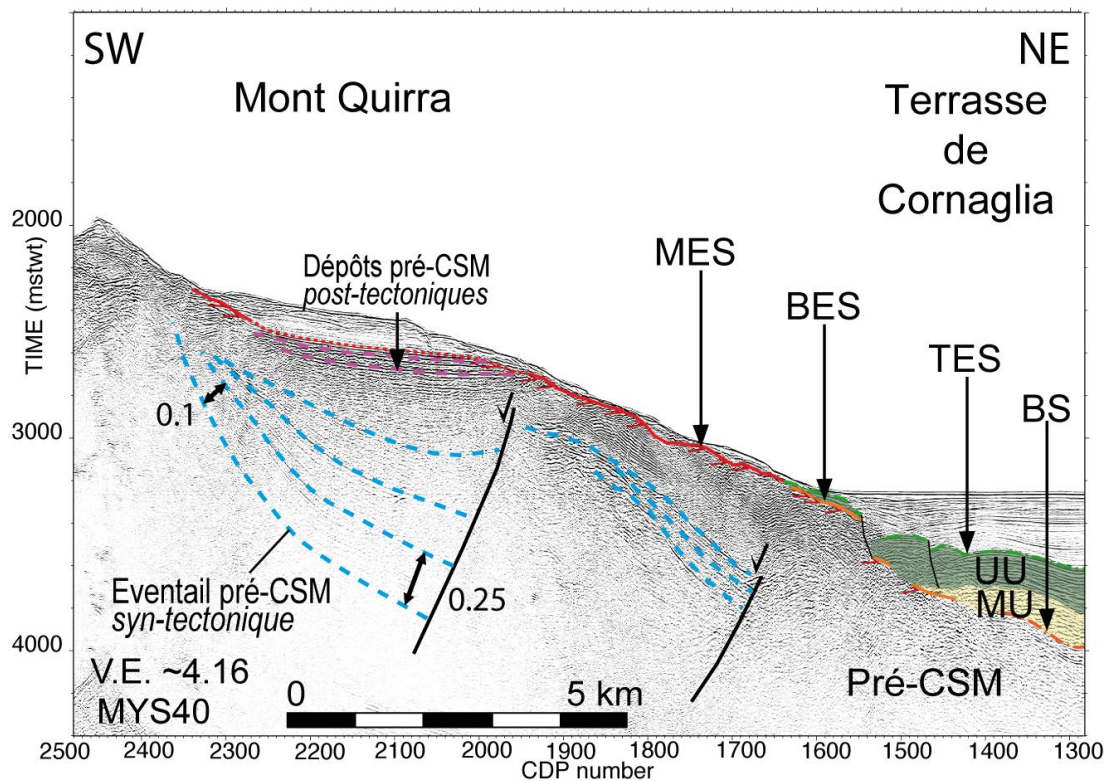 SW
NE
Mont Quirra
Terrasse
de
Cornaglia
MES
BES
TES
BS
Dépôts pré-CSM
post-tectoniques
0.1
0.25
Eventail pré-CSM
syn-tectonique
UU
MU
Pré-CSM
V.E. ~4.16
MYS40
0
5 km
TIME (mstwt)
2000
3000
4000
2500 2400 2300 2200 2100 2000 1900 1800 1700 1600 1500 1400 1300
CDP number